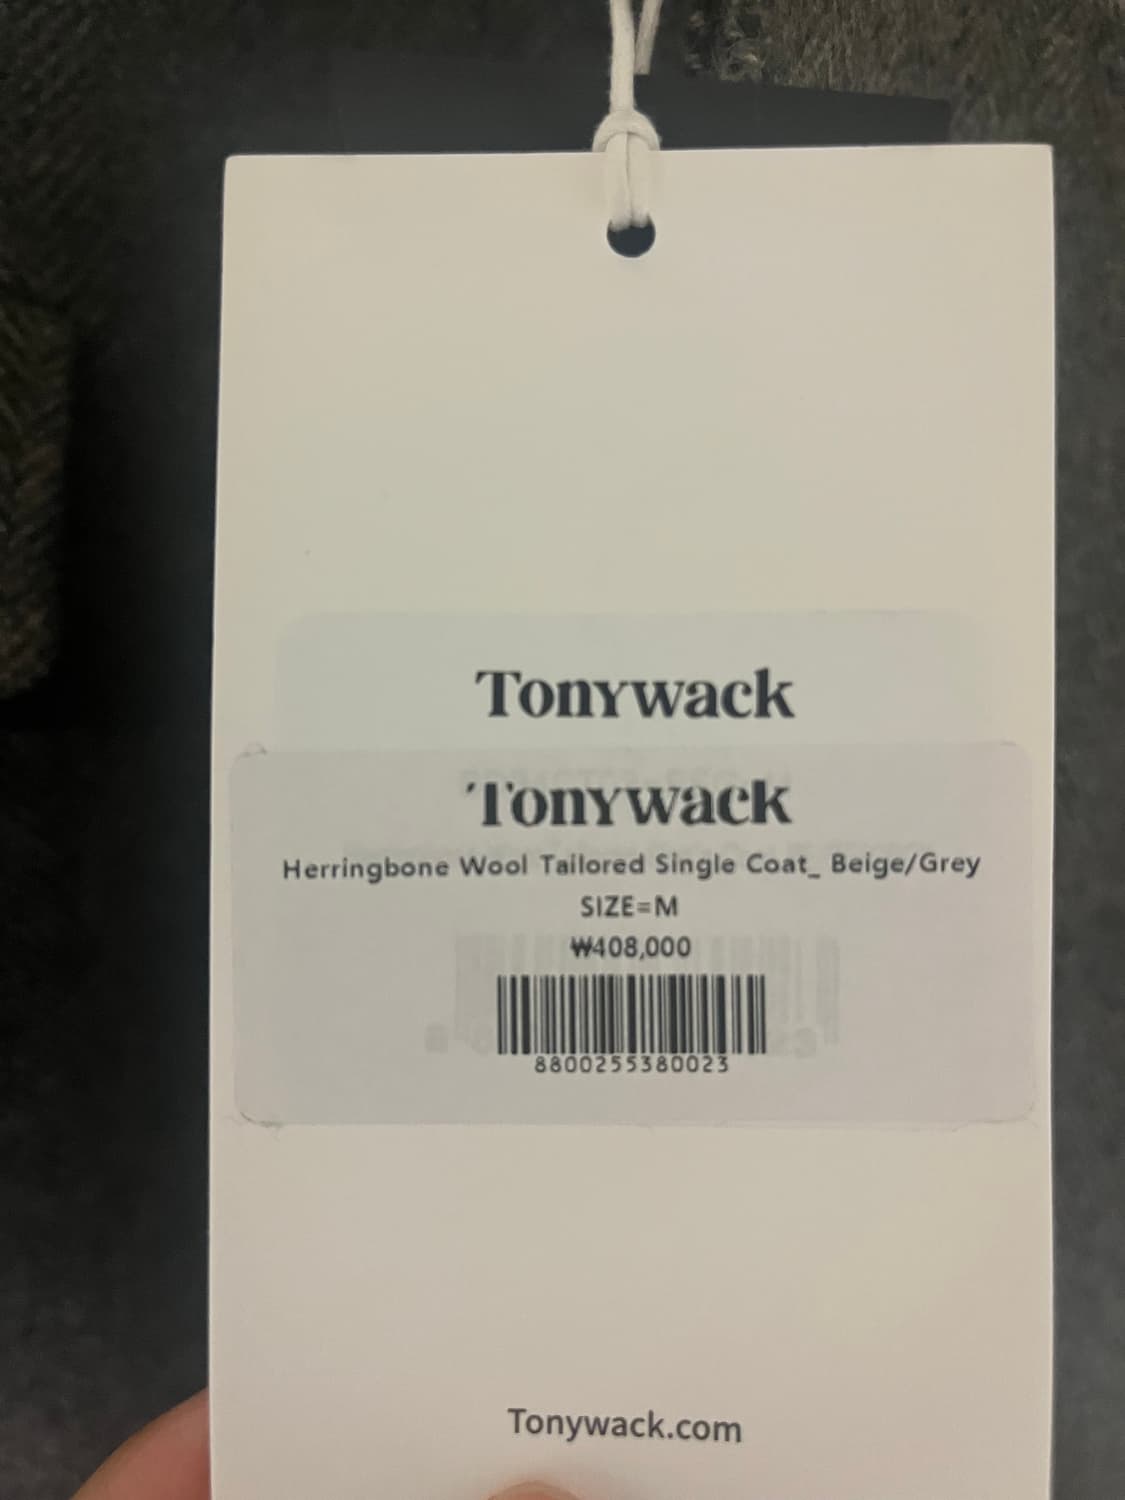 Tonywack
Tonywack
Herringbone Wool Tailored Single Coat_ Beige/Grey
SIZE=M
₩408,000
8800255380023
Tonywack.com